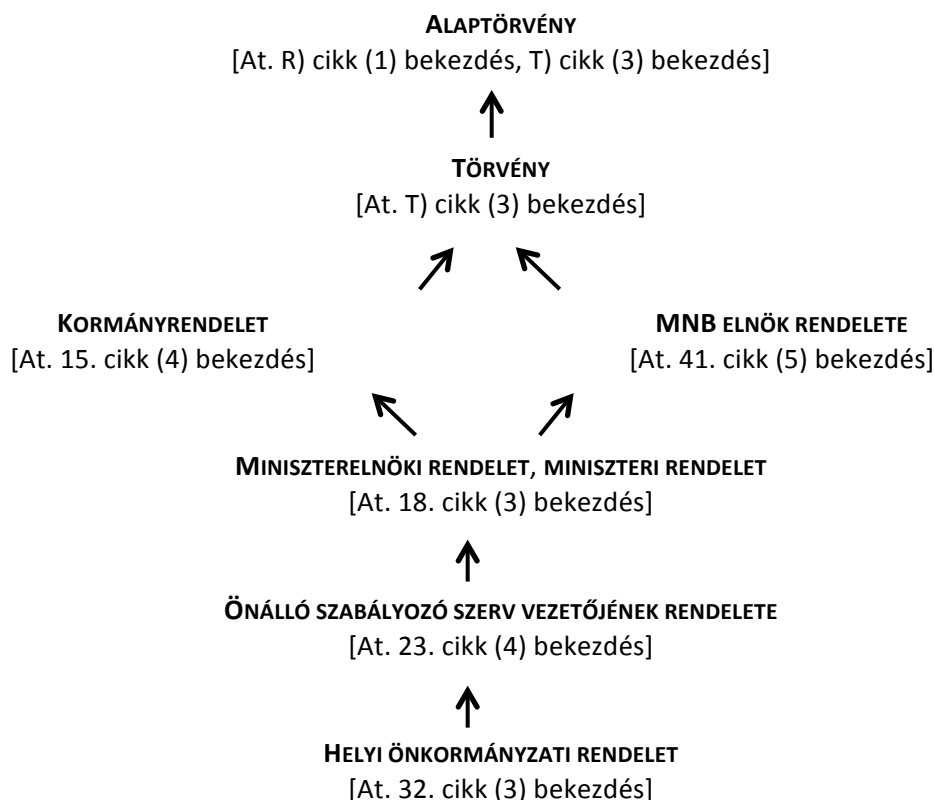 ALAPTÖRVÉNY
[At. R) cikk (1) bekezdés, T) cikk (3) bekezdés]
TÖRVÉNY
[At. T) cikk (3) bekezdés]
KORMÁNYRENDELET
[At. 15. cikk (4) bekezdés]
MNB ELNÖK RENDELETE
[At. 41. cikk (5) bekezdés]
MINISZTERELNÖKI RENDELET, MINISZTERI RENDELET
[At. 18. cikk (3) bekezdés]
ÖNÁLLÓ SZABÁLYOZÓ SZERV VEZETŐJÉNEK RENDELETE
[At. 23. cikk (4) bekezdés]
HELYI ÖNKORMÁNYZATI RENDELET
[At. 32. cikk (3) bekezdés]